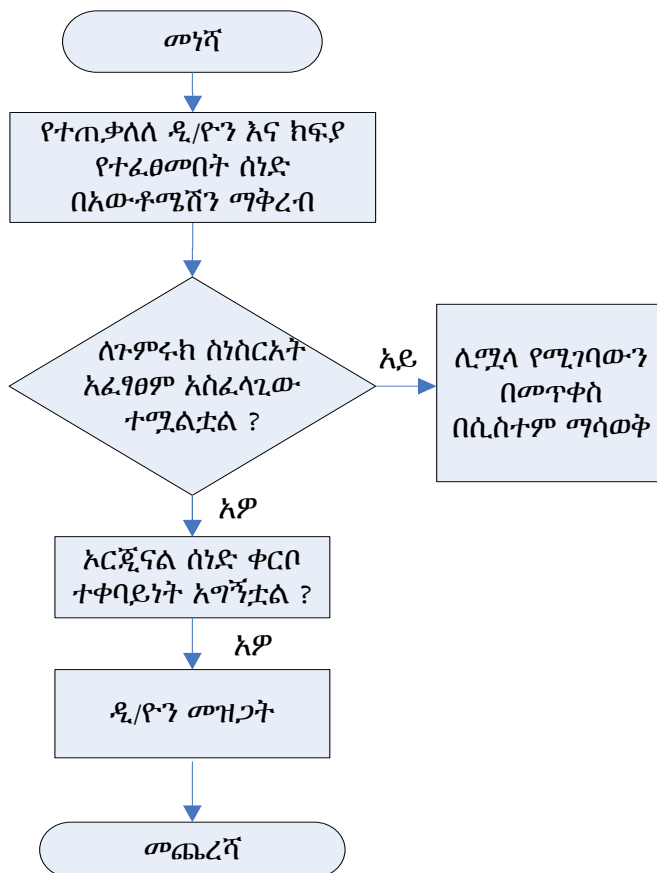 መነሻ
የተጠቃለለ ዲ/ዮን እና ክፍያ
የተፈፀመበት ሰነድ
በአውቶሜሽን ማቅረብ
ለጉምሩክ ስነስርአት
አፈፃፀም አስፈላጊው
ተሟልቷል ?
አይ
ሊሟላ የሚገባውን
በመጥቀስ
በሲስተም ማሳወቅ
አዎ
ኦርጂናል ሰነድ ቀርቦ
ተቀባይነት አግኝቷል ?
አዎ
ዲ/ዮን መዝጋት
መጨረሻ